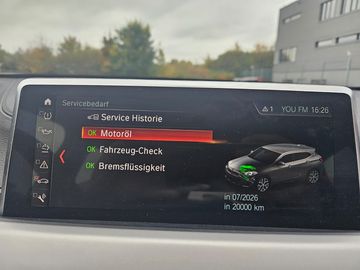 Servicebedarf
⚠1 YOU FM 16:26
Service Historie
OK Motoröl
OK Fahrzeug-Check
OK Bremsflüssigkeit
in 07/2026
in 20000 km